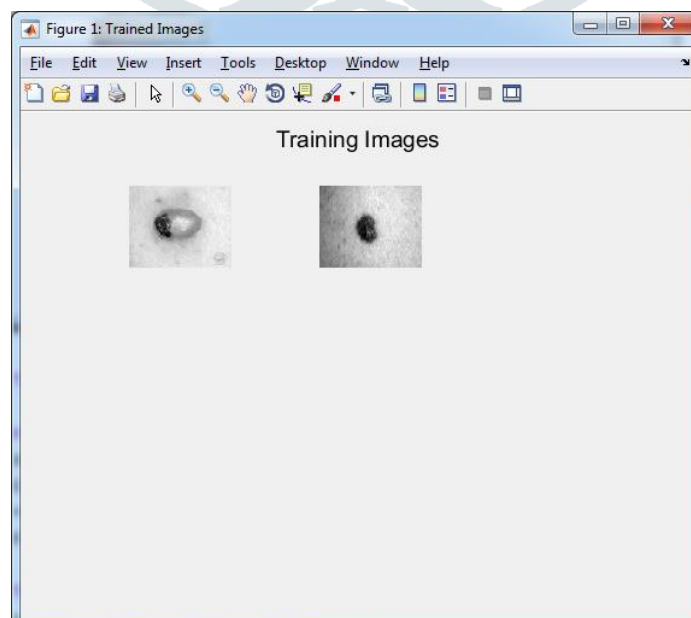 Figure 1: Trained Images
File Edit View Insert Tools Desktop Window Help
Training Images